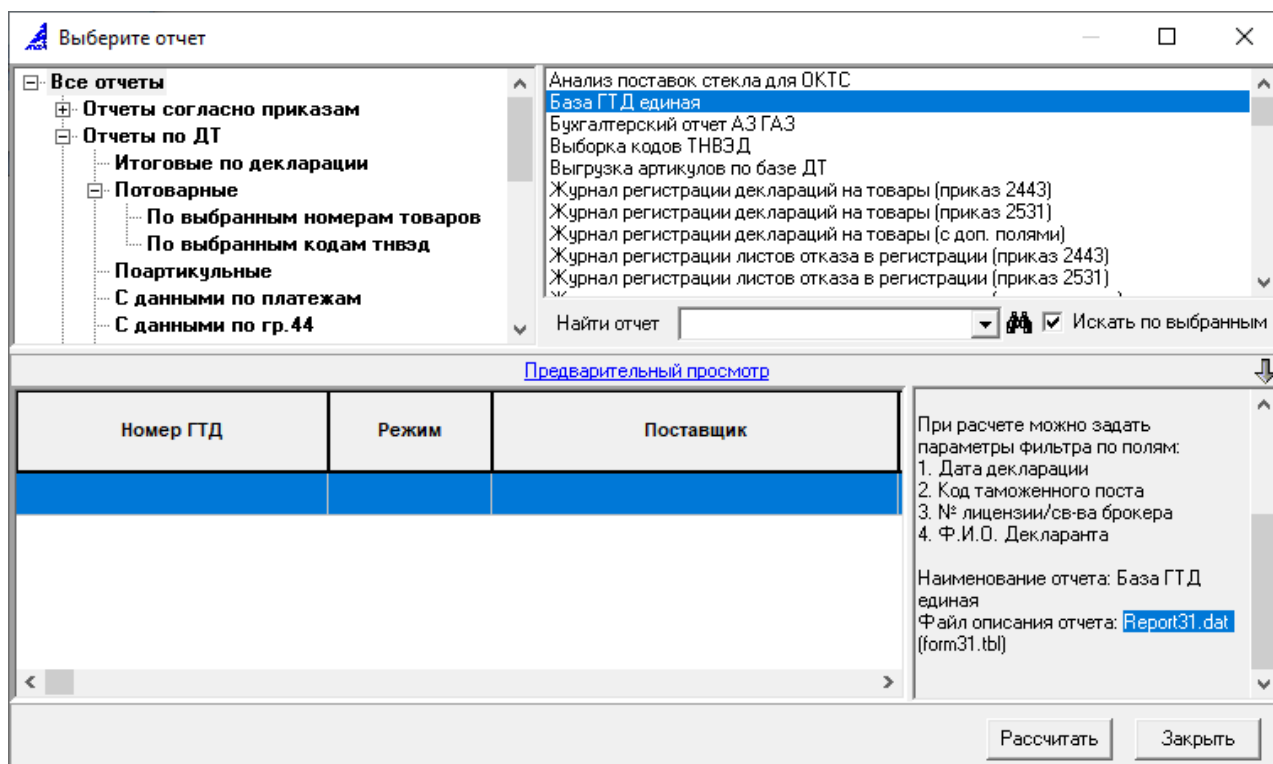 Выберите отчет
Все отчеты
Отчеты согласно приказам
Отчеты по ДТ
Итоговые по декларации
Потоварные
По выбранным номерам товаров
По выбранным кодам тнвэд
Поартикульные
С данными по платежам
С данными по гр.44
Анализ поставок стекла для ОКТС
База ГТД единая
Бухгалтерский отчет АЗ ГАЗ
Выборка кодов ТНВЭД
Выгрузка артикулов по базе ДТ
Журнал регистрации деклараций на товары (приказ 2443)
Журнал регистрации деклараций на товары (приказ 2531)
Журнал регистрации деклараций на товары (с доп. полями)
Журнал регистрации листов отказа в регистрации (приказ 2443)
Журнал регистрации листов отказа в регистрации (приказ 2531)
Найти отчет
Искать по выбранным
Предварительный просмотр
Номер ГТД
Режим
Поставщик
При расчете можно задать
параметры фильтра по полям:
1. Дата декларации
2. Код таможенного поста
3. № лицензии/св-ва брокера
4. Ф.И.О. Декларанта
Наименование отчета: База ГТД
единая
Файл описания отчета: Report31.dat
(form31.tbl)
Рассчитать
Закрыть